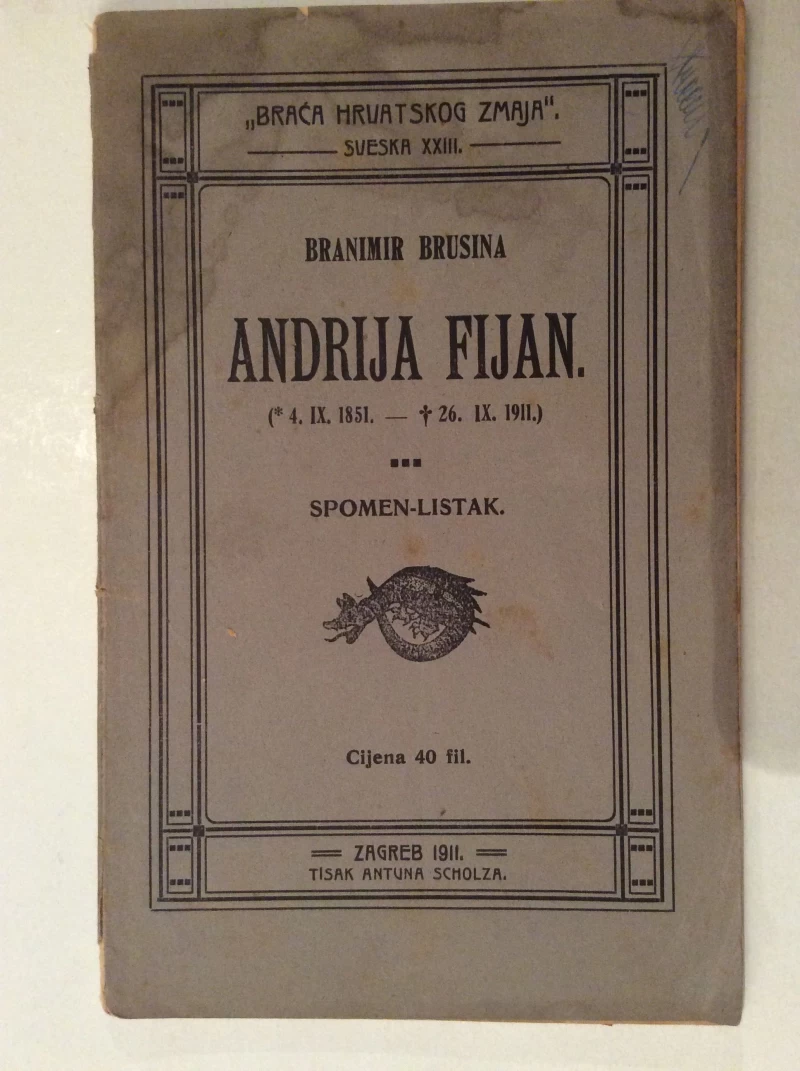 „BRAĆA HRVATSKOG ZMAJA“.
SVESKA XXIII.
BRANIMIR BRUSINA
ANDRIJA FIJAN.
(* 4. IX. 1851. — † 26. IX. 1911.)
SPOMEN-LISTAK.
Cijena 40 fil.
ZAGREB 1911.
TISAK ANTUNA SCHOLZA.